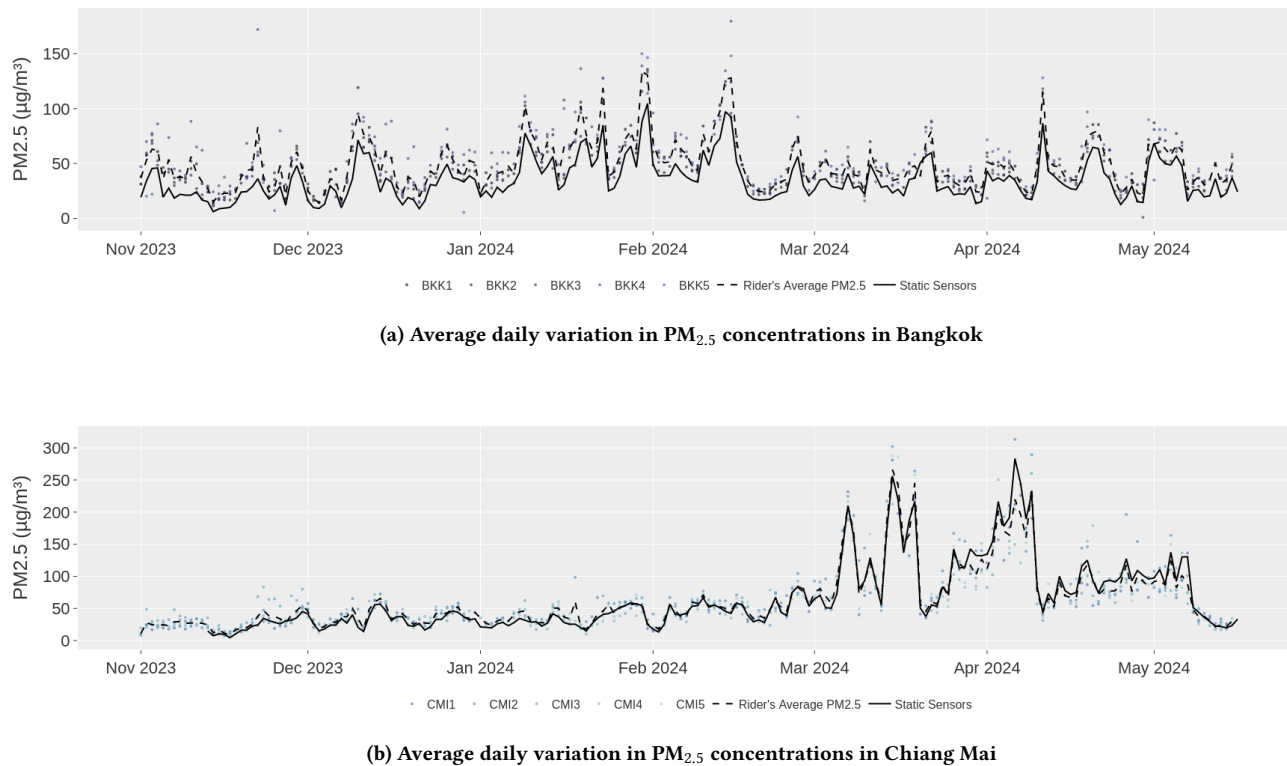 PM2.5 (µg/m³)
150
100
50
0
Nov 2023 Dec 2023 Jan 2024 Feb 2024 Mar 2024 Apr 2024 May 2024
BKK1 BKK2 BKK3 BKK4 BKK5 Rider's Average PM2.5 Static Sensors
(a) Average daily variation in PM2.5 concentrations in Bangkok
PM2.5 (µg/m³)
300
250
200
150
100
50
0
Nov 2023 Dec 2023 Jan 2024 Feb 2024 Mar 2024 Apr 2024 May 2024
CMI1 CMI2 CMI3 CMI4 CMI5 Rider's Average PM2.5 Static Sensors
(b) Average daily variation in PM2.5 concentrations in Chiang Mai